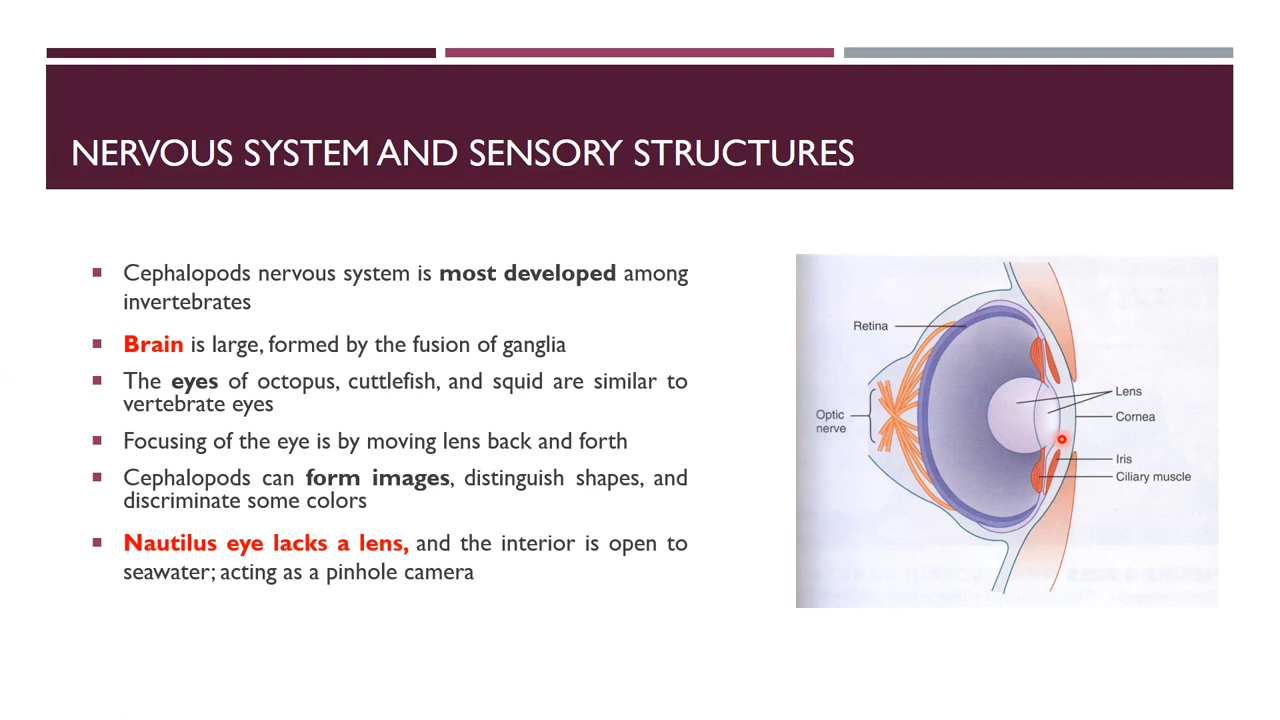 NERVOUS SYSTEM AND SENSORY STRUCTURES
Cephalopods nervous system is most developed among
invertebrates
Brain is large, formed by the fusion of ganglia
The eyes of octopus, cuttlefish, and squid are similar to
vertebrate eyes
Focusing of the eye is by moving lens back and forth
Cephalopods can form images, distinguish shapes, and
discriminate some colors
Nautilus eye lacks a lens, and the interior is open to
seawater; acting as a pinhole camera
Retina
Optic
nerve
Lens
Cornea
Iris
Ciliary muscle